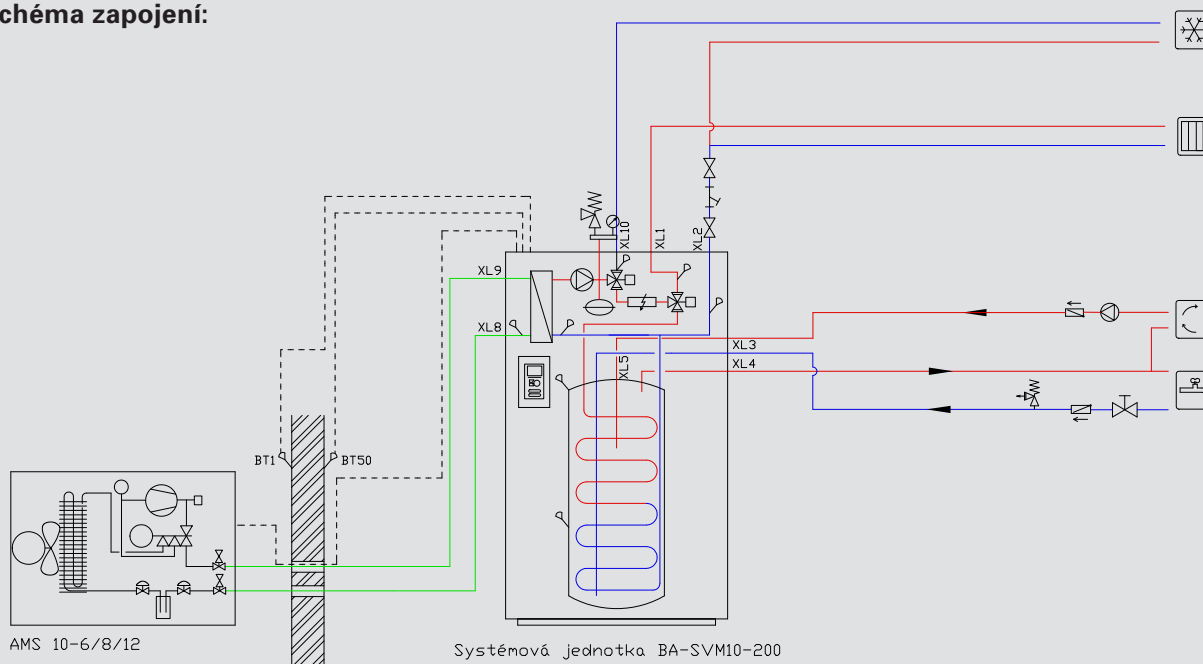 chéma zapojení:
XL10
XL1
XL2
XL9
XL8
XL3
XL4
XL5
BT1
BT50
AMS 10-6/8/12
Systémová jednotka BA-SVM10-200